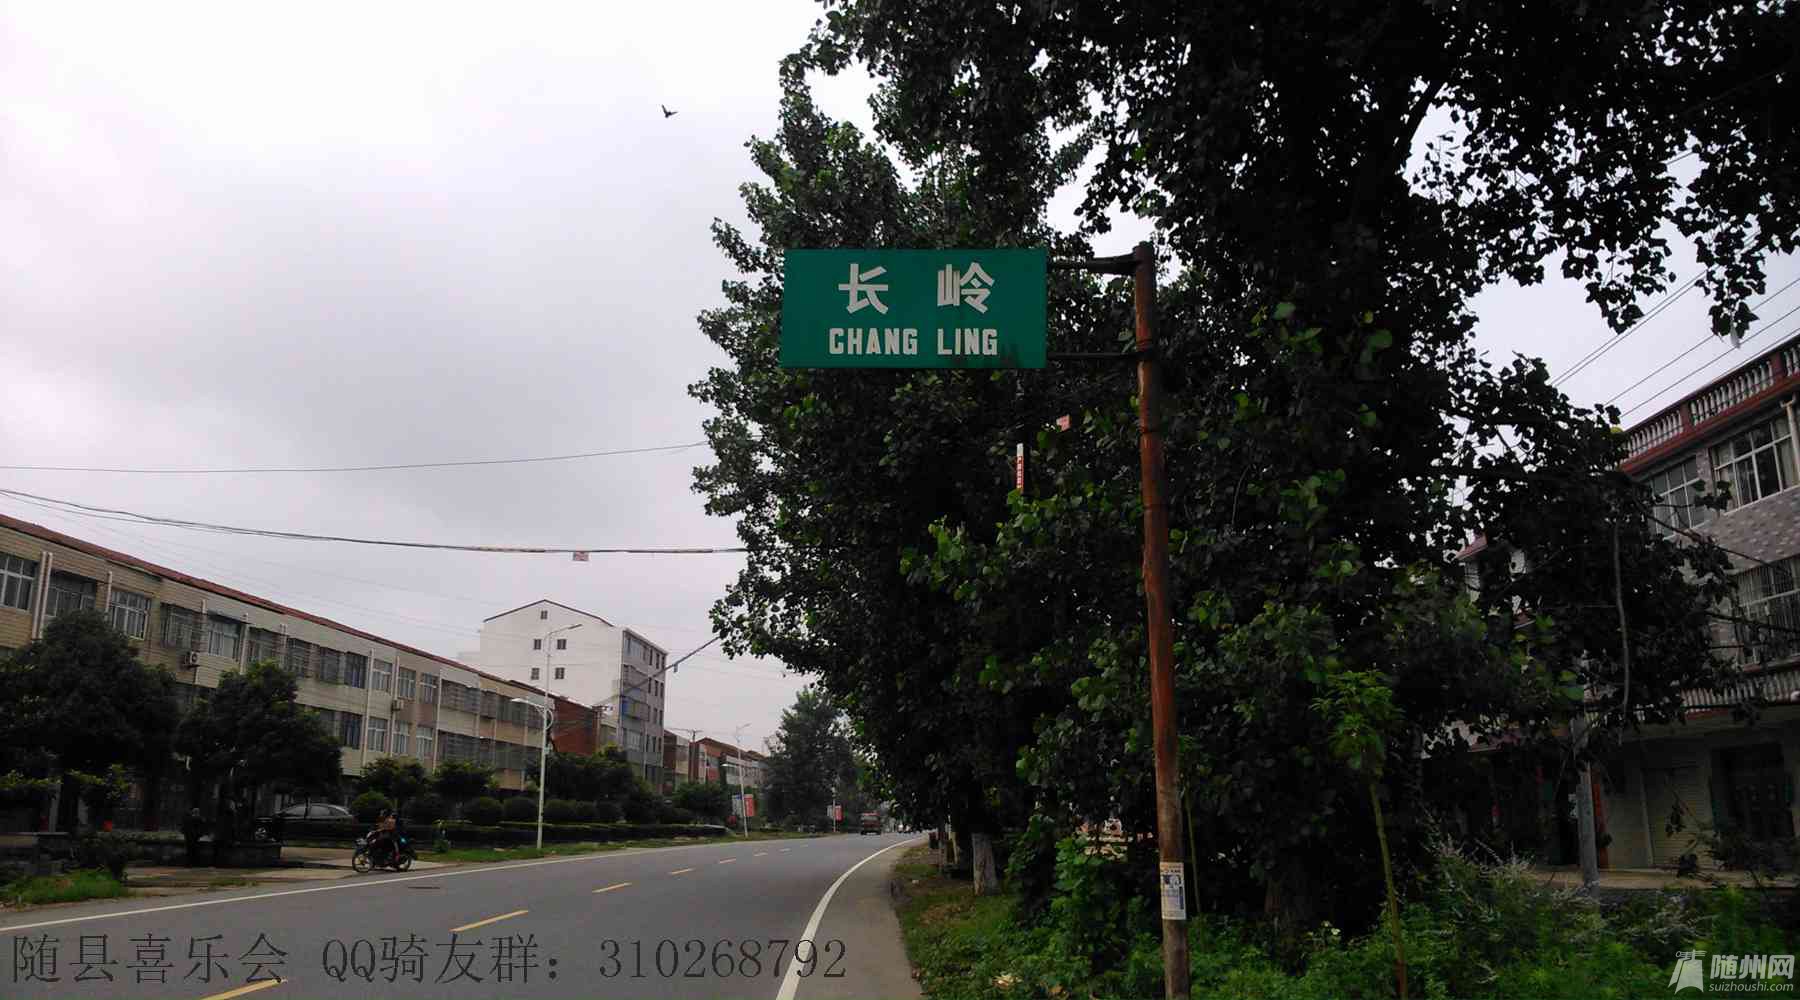 长 岭
CHANG LING
随县喜乐会 QQ骑友群：310268792
随州网
suizhoushi.com